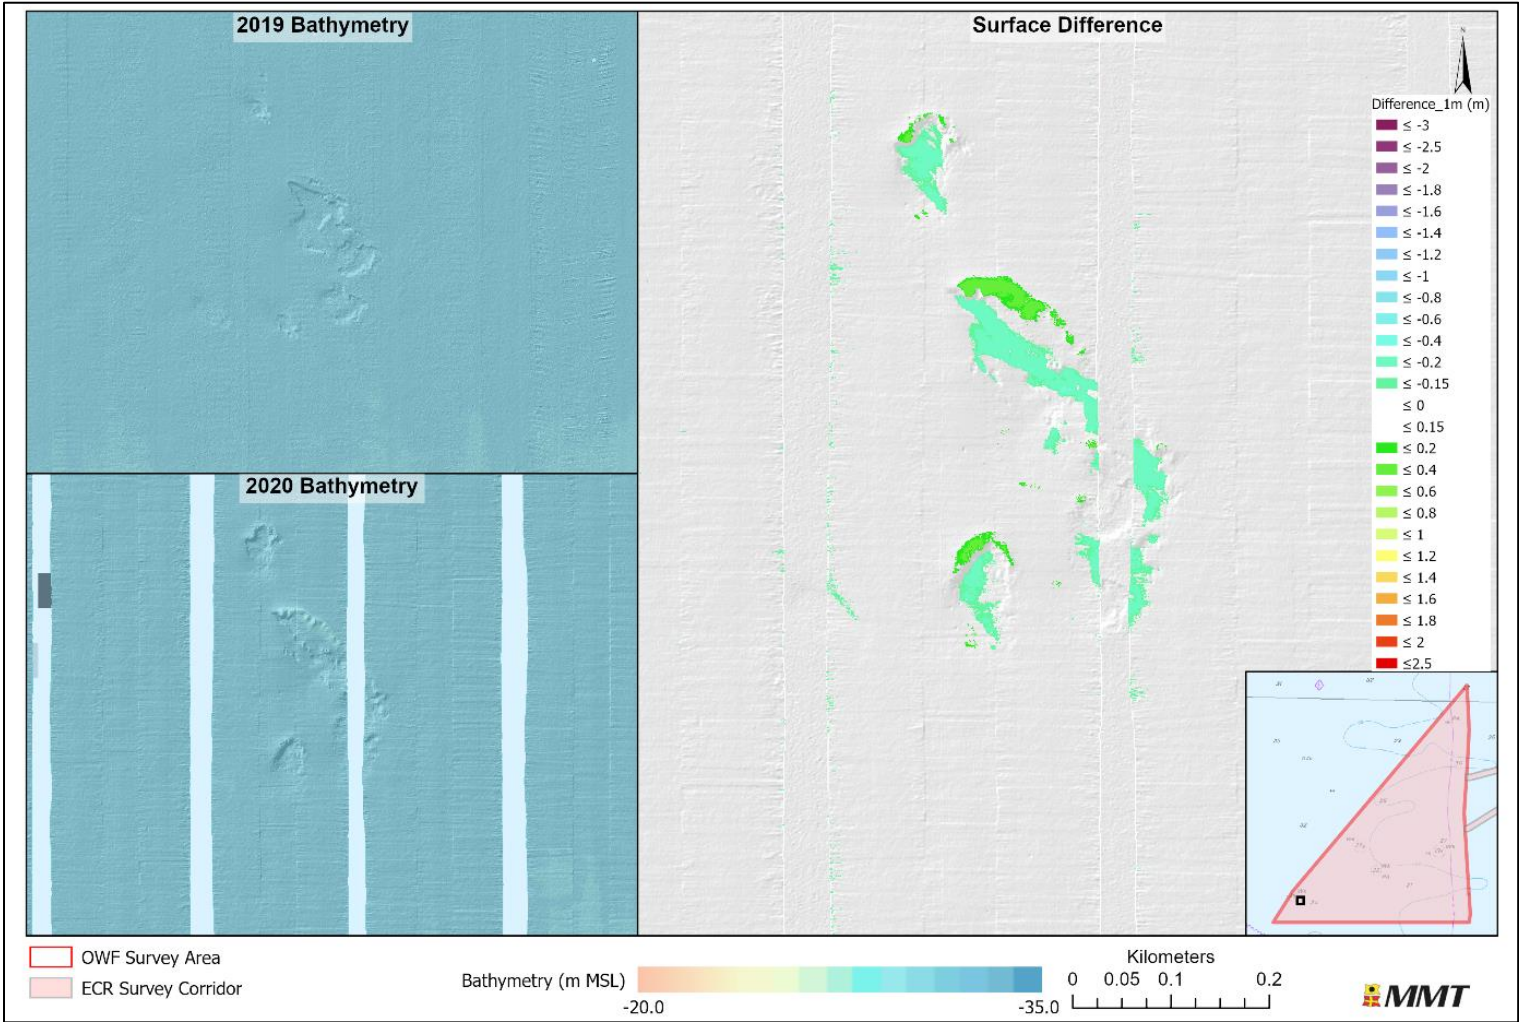 2019 Bathymetry
Surface Difference
N
Difference_1m (m)
≤ -3
≤ -2.5
≤ -2
≤ -1.8
≤ -1.6
≤ -1.4
≤ -1.2
≤ -1
≤ -0.8
≤ -0.6
≤ -0.4
≤ -0.2
≤ -0.15
≤ 0
≤ 0.15
≤ 0.2
≤ 0.4
≤ 0.6
≤ 0.8
≤ 1
≤ 1.2
≤ 1.4
≤ 1.6
≤ 1.8
≤ 2
≤2.5
2020 Bathymetry
OWF Survey Area
ECR Survey Corridor
Bathymetry (m MSL)
-20.0
-35.0
Kilometers
0 0.05 0.1 0.2
MMT